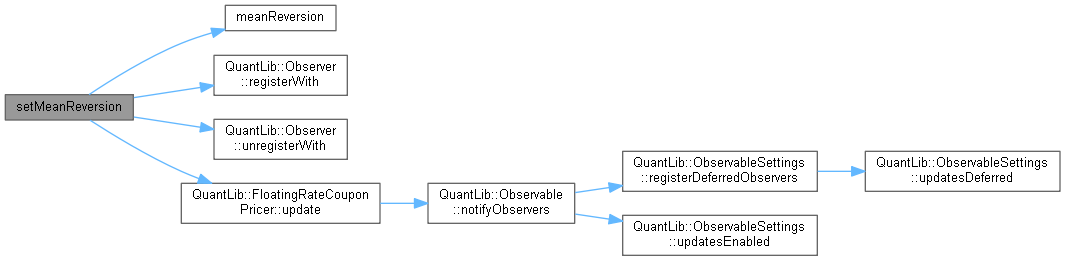 meanReversion
QuantLib::Observer
::registerWith
setMeanReversion
QuantLib::Observer
::unregisterWith
QuantLib::FloatingRateCoupon
Pricer::update
QuantLib::Observable
::notifyObservers
QuantLib::ObservableSettings
::registerDeferredObservers
QuantLib::ObservableSettings
::updatesDeferred
QuantLib::ObservableSettings
::updatesEnabled